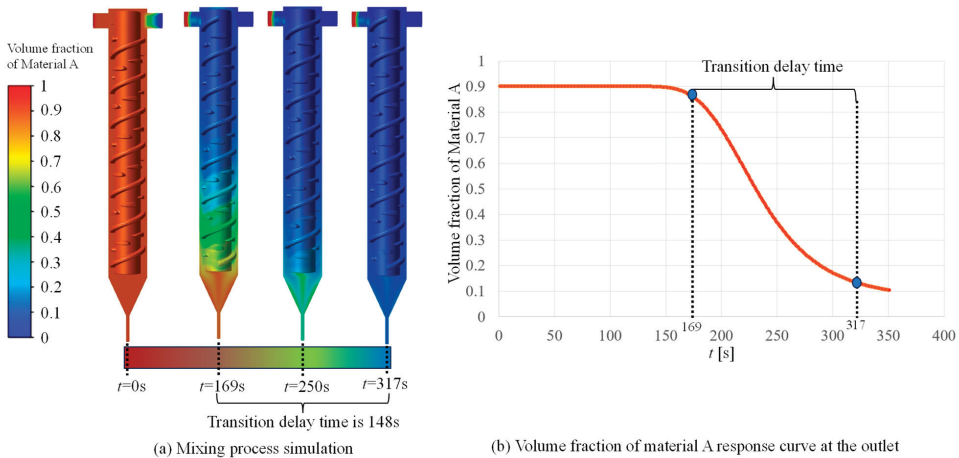 Volume fraction
of Material A
1
0.9
0.8
0.7
0.6
0.5
0.4
0.3
0.2
0.1
0
t=0s
t=169s
t=250s
t=317s
Transition delay time is 148s
(a) Mixing process simulation
Transition delay time
Volume fraction of Material A
1
0.9
0.8
0.7
0.6
0.5
0.4
0.3
0.2
0.1
0
0
50
100
150
169
200
250
300
317
350
400
t [s]
(b) Volume fraction of material A response curve at the outlet